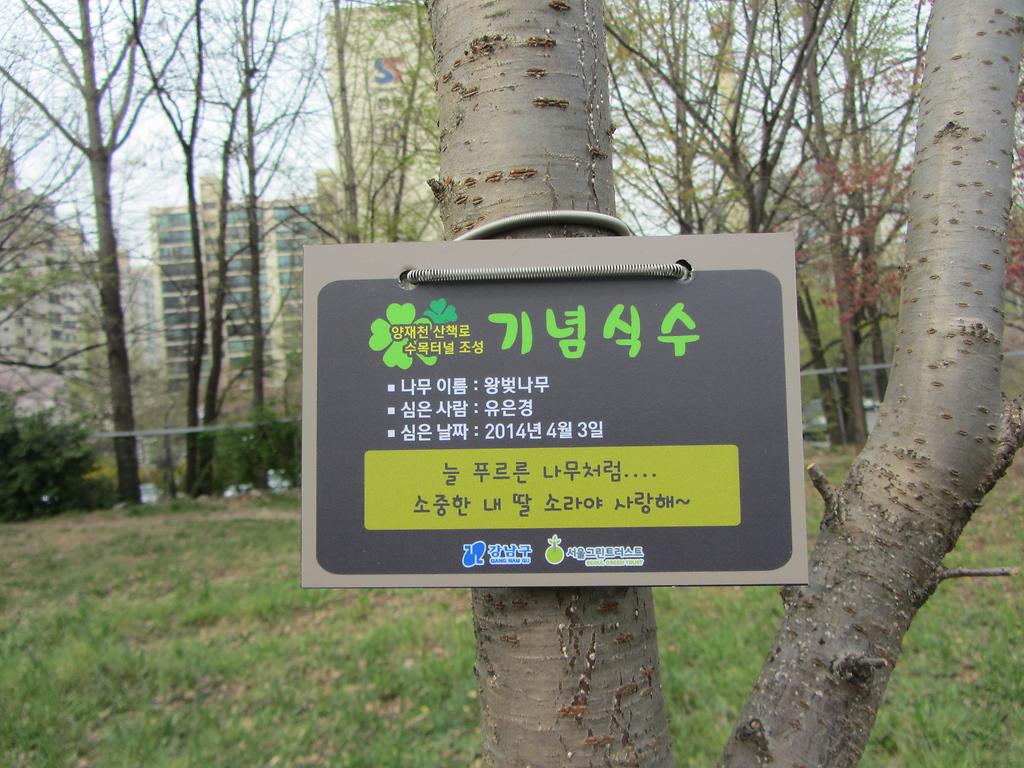 양재천 산책로
수목터널 조성
기념식수
▪ 나무 이름 : 왕벚나무
▪ 심은 사람 : 유은경
▪ 심은 날짜 : 2014년 4월 3일
늘 푸르른 나무처럼....
소중한 내 딸 소라야 사랑해~
강남구
GANG NAM GU
서울그린트러스트
SEOUL GREEN TRUST